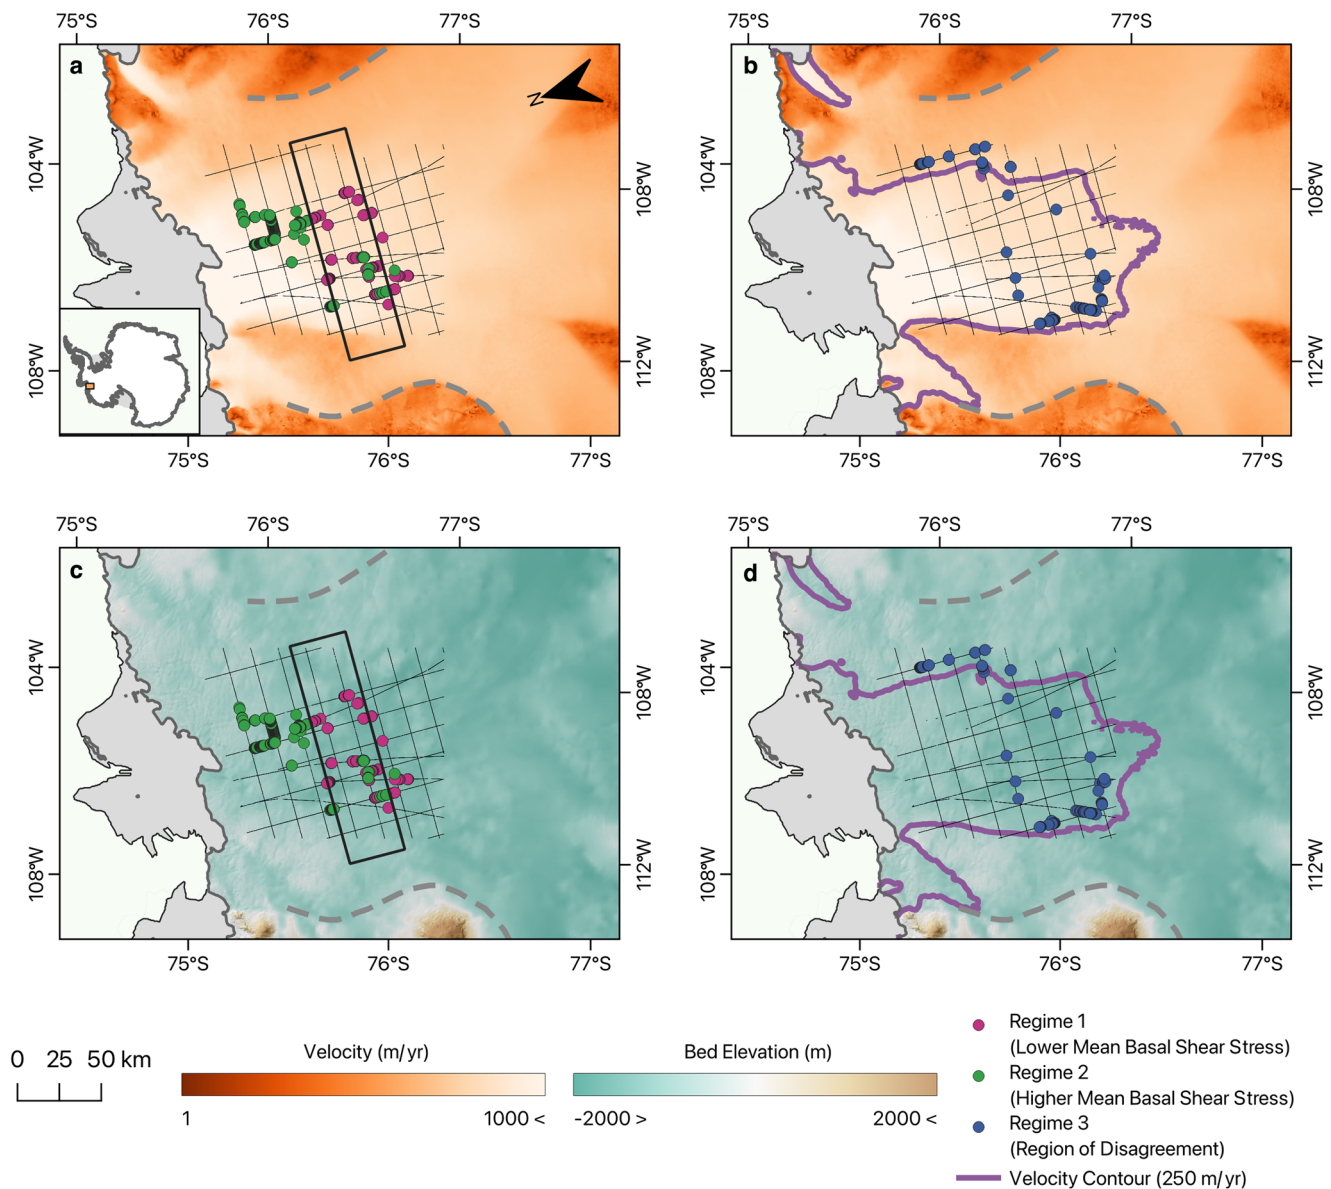 75°S 76°S 77°S
75°S 76°S 77°S
a
N
b
104°W
108°W
104°W
108°W
108°W
112°W
108°W
112°W
75°S 76°S 77°S
75°S 76°S 77°S
75°S 76°S 77°S
75°S 76°S 77°S
c
d
104°W
108°W
104°W
108°W
108°W
112°W
108°W
112°W
75°S 76°S 77°S
75°S 76°S 77°S
0 25 50 km
Velocity (m/yr)
1 1000 <
Bed Elevation (m)
-2000 > 2000 <
Regime 1
(Lower Mean Basal Shear Stress)
Regime 2
(Higher Mean Basal Shear Stress)
Regime 3
(Region of Disagreement)
Velocity Contour (250 m/yr)